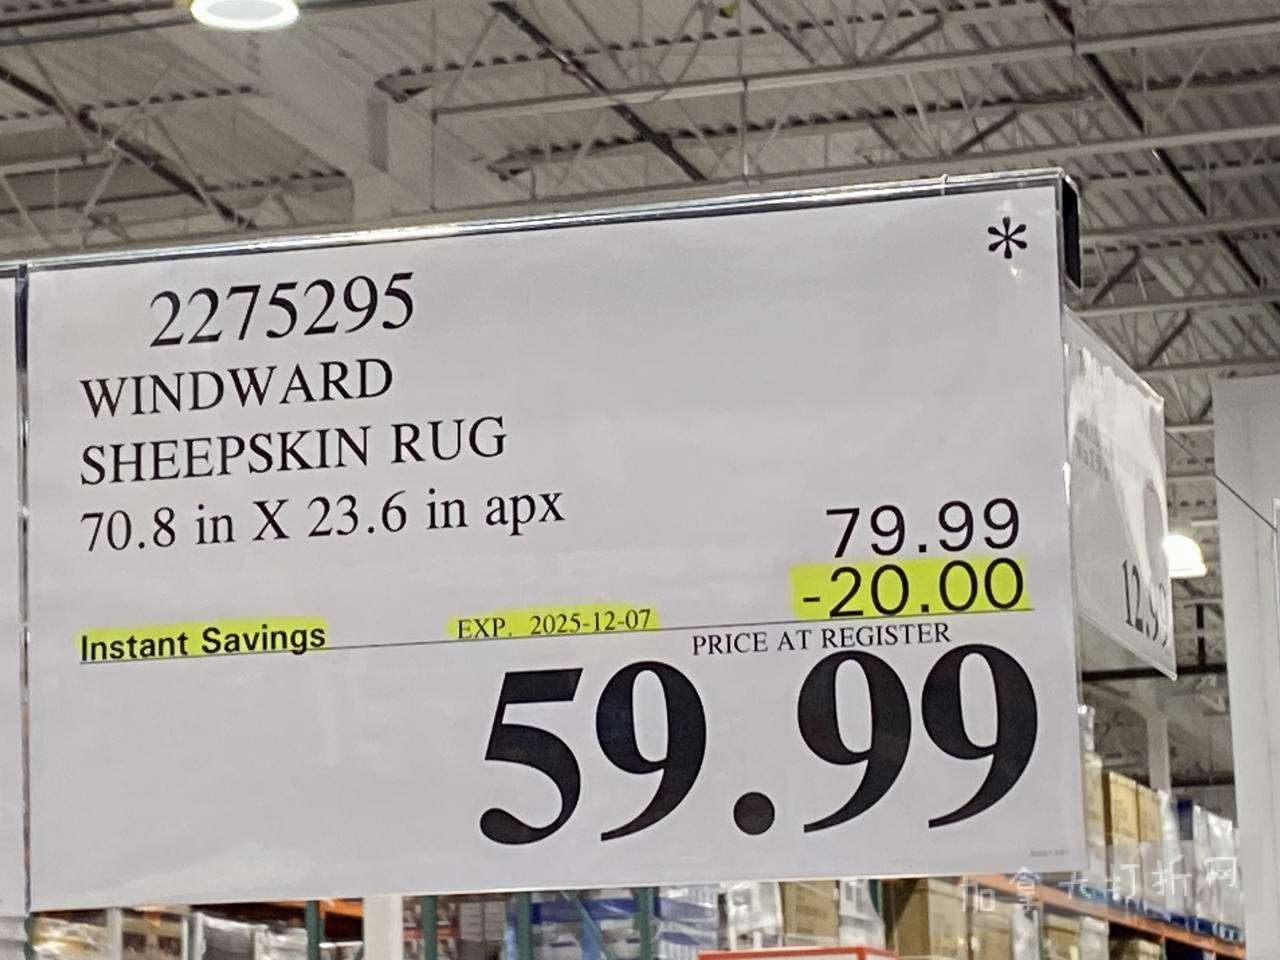 *
2275295
WINDWARD
SHEEPSKIN RUG
70.8 in X 23.6 in apx
79.99
-20.00
Instant Savings EXP. 2025-12-07
PRICE AT REGISTER
59.99
加拿大打折网